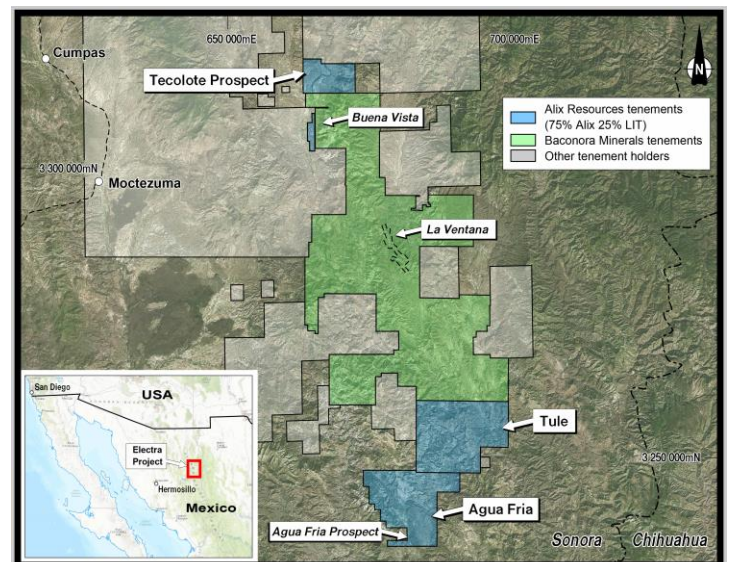 650 000mE
700 000mE
Cumpas
Tecolote Prospect
N
Buena Vista
Alix Resources tenements
(75% Alix 25% LIT)
Baconora Minerals tenements
Other tenement holders
3 300 000mN
Moctezuma
La Ventana
San Diego
USA
Electra
Project
Hermosillo
Mexico
Tule
3 250 000mN
Agua Fria
Agua Fria Prospect
Sonora
Chihuahua